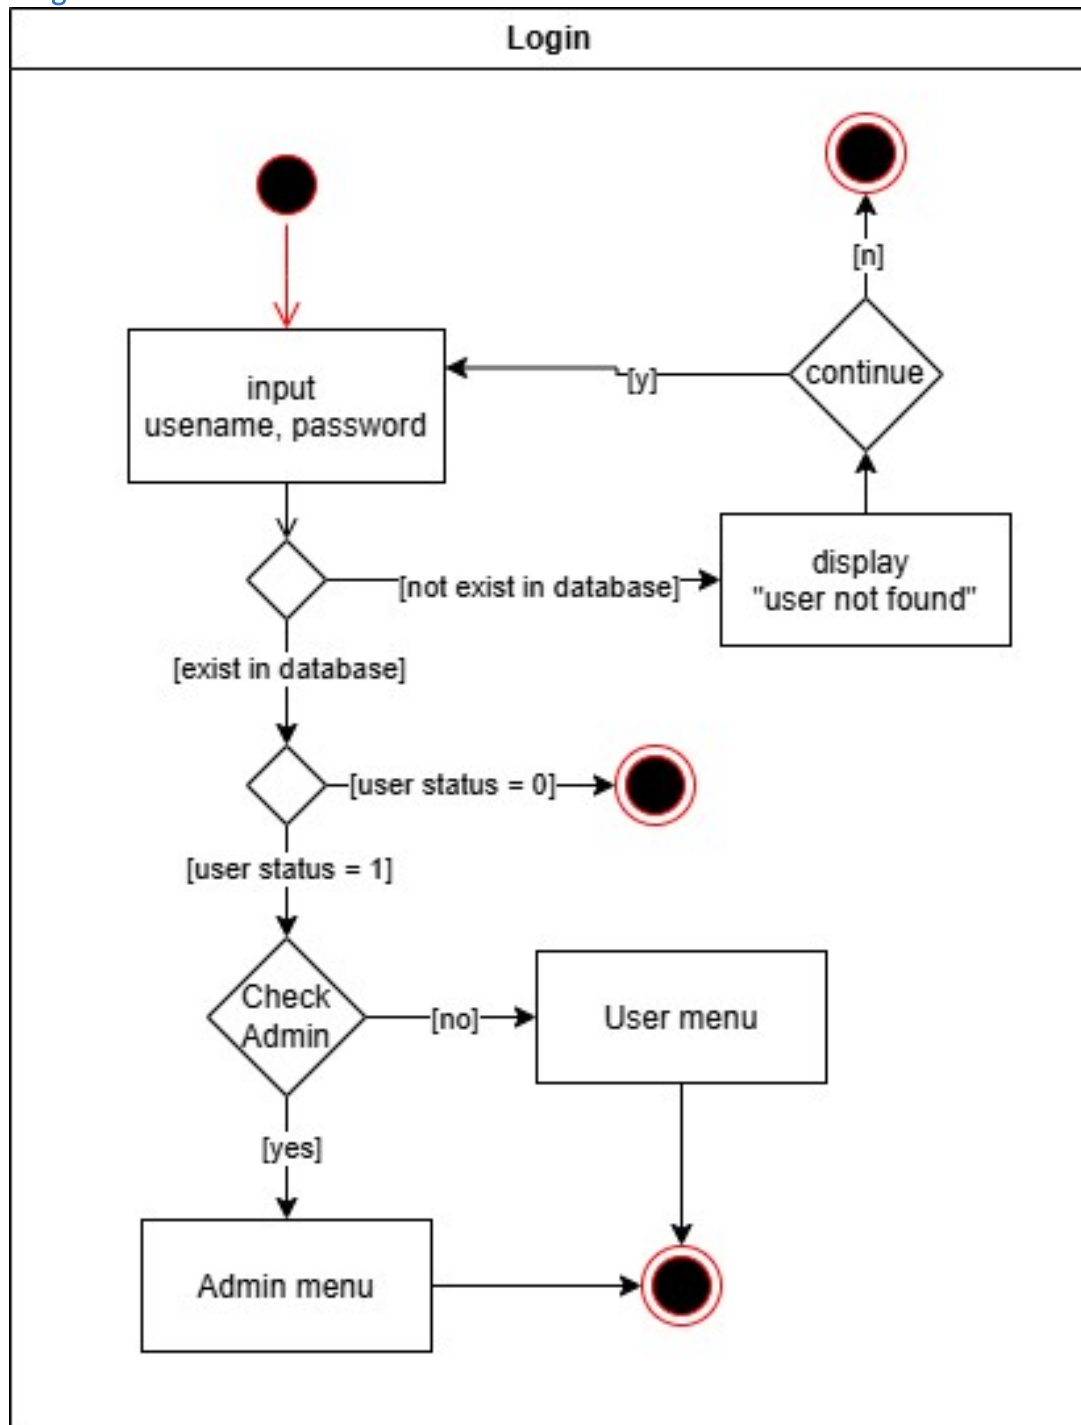 Login
[n]
continue
[y]
input
usename, password
display
"user not found"
[not exist in database]
[exist in database]
[user status = 0]
[user status = 1]
Check
Admin
[no]
User menu
[yes]
Admin menu